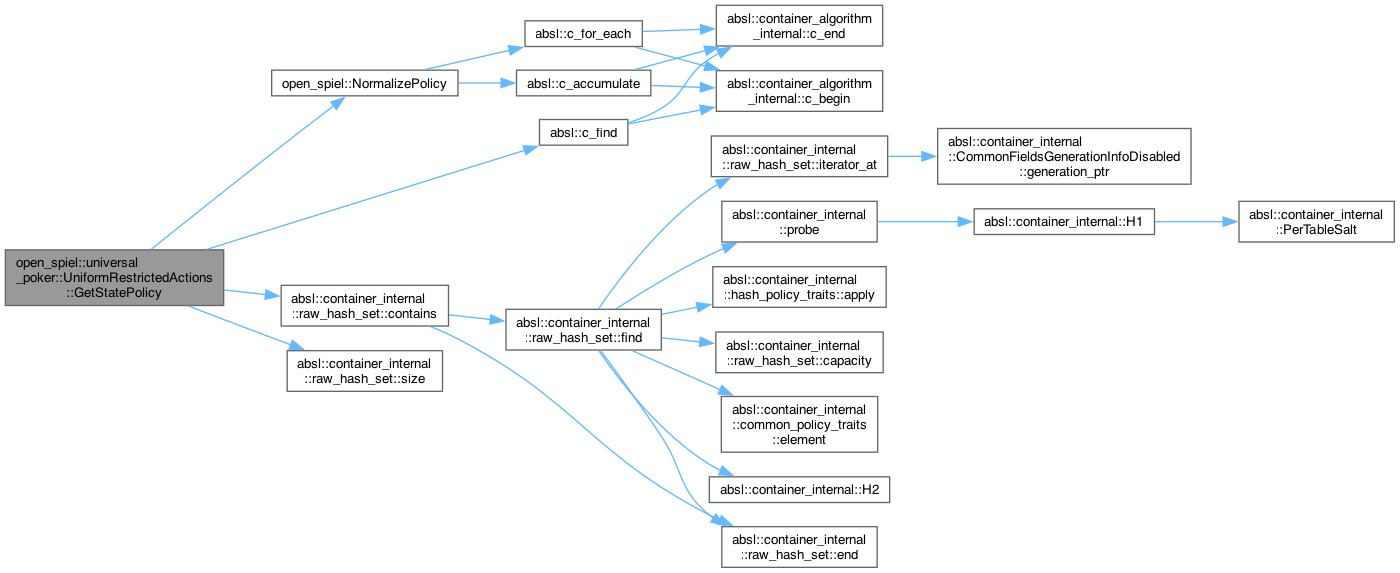 open_spiel::universal
_poker::UniformRestrictedActions
::GetStatePolicy
open_spiel::NormalizePolicy
absl::c_for_each
absl::c_accumulate
absl::c_find
absl::container_algorithm
_internal::c_end
absl::container_algorithm
_internal::c_begin
absl::container_internal
::raw_hash_set::contains
absl::container_internal
::raw_hash_set::size
absl::container_internal
::raw_hash_set::find
absl::container_internal
::raw_hash_set::iterator_at
absl::container_internal
::CommonFieldsGenerationInfoDisabled
::generation_ptr
absl::container_internal
::probe
absl::container_internal::H1
absl::container_internal
::PerTableSalt
absl::container_internal
::hash_policy_traits::apply
absl::container_internal
::raw_hash_set::capacity
absl::container_internal
::common_policy_traits
::element
absl::container_internal::H2
absl::container_internal
::raw_hash_set::end